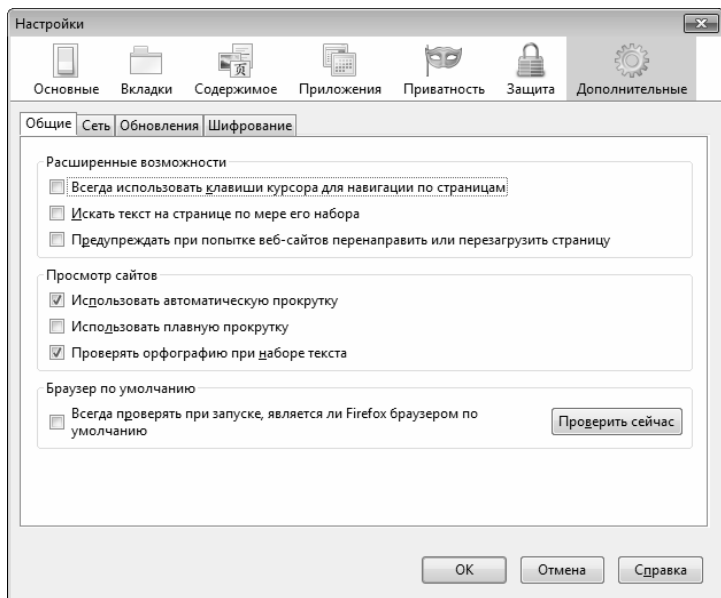 Настройки
Основные Вкладки Содержимое Приложения Приватность Защита Дополнительные
Общие Сеть Обновления Шифрование
Расширенные возможности
Всегда использовать клавиши курсора для навигации по страницам
Искать текст на странице по мере его набора
Предупреждать при попытке веб-сайтов перенаправить или перезагрузить страницу
Просмотр сайтов
Использовать автоматическую прокрутку
Использовать плавную прокрутку
Проверять орфографию при наборе текста
Браузер по умолчанию
Всегда проверять при запуске, является ли Firefox браузером по
умолчанию
Проверить сейчас
ОК Отмена Справка